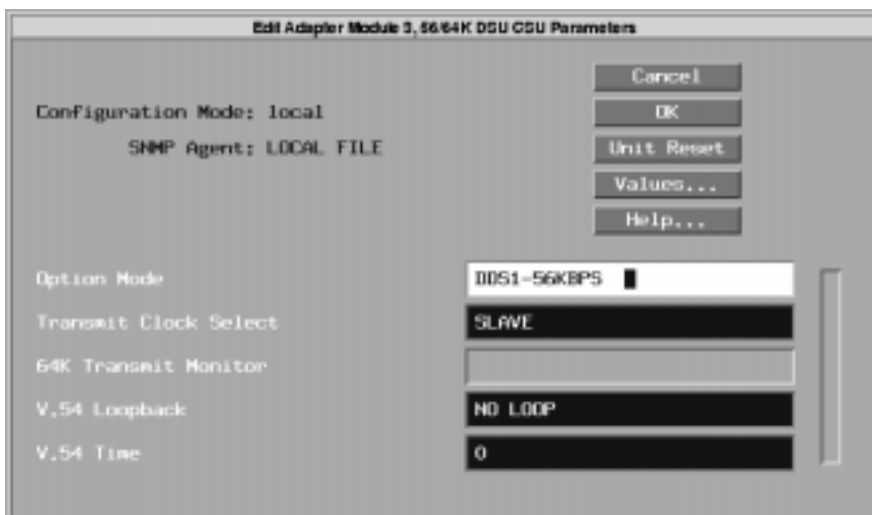 Edit Adapter Module 3, 56/64K DSU CSU Parameters
Cancel
Configuration Mode: local
OK
SNMP Agent: LOCAL FILE
Unit Reset
Values...
Help...
Option Mode
DDS1-56KBPS
Transmit Clock Select
SLAVE
64K Transmit Monitor
V.54 Loopback
NO LOOP
V.54 Time
0